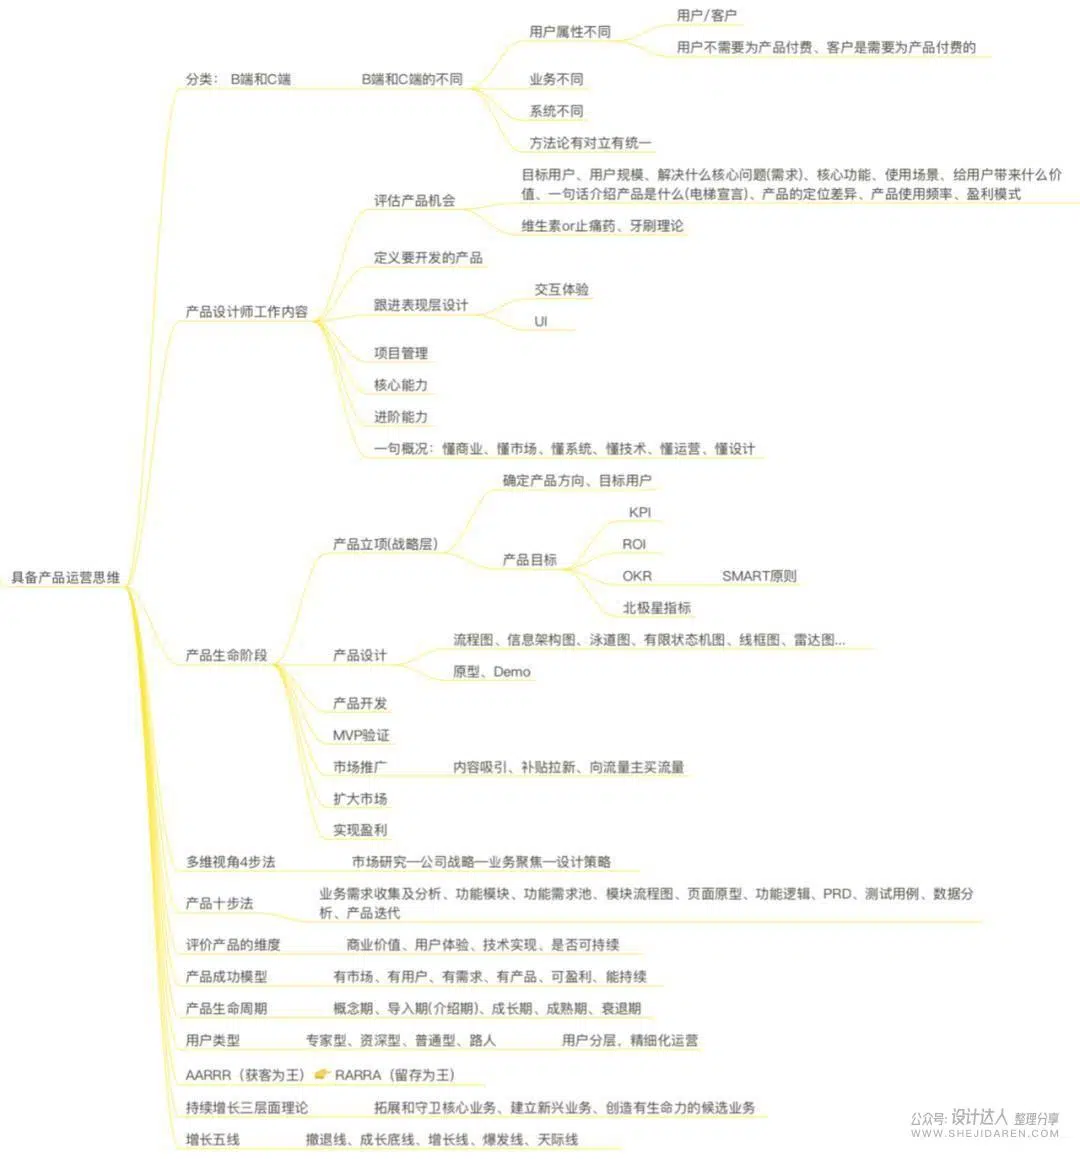 具备产品运营思维
分类： B端和C端
B端和C端的不同
用户属性不同
用户/客户
用户不需要为产品付费、客户是需要为产品付费的
业务不同
系统不同
方法论有对立有统一
产品设计师工作内容
评估产品机会
目标用户、用户规模、解决什么核心问题(需求)、核心功能、使用场景、给用户带来什么价
值、一句话介绍产品是什么(电梯宣言)、产品的定位差异、产品使用频率、盈利模式
维生素or止痛药、牙刷理论
定义要开发的产品
跟进表现层设计
交互体验
UI
项目管理
核心能力
进阶能力
一句概况：懂商业、懂市场、懂系统、懂技术、懂运营、懂设计
产品生命阶段
产品立项(战略层)
确定产品方向、目标用户
产品目标
KPI
ROI
OKR
SMART原则
北极星指标
产品设计
流程图、信息架构图、泳道图、有限状态机图、线框图、雷达图...
原型、Demo
产品开发
MVP验证
市场推广
内容吸引、补贴拉新、向流量主买流量
扩大市场
实现盈利
多维视角4步法
市场研究—公司战略—业务聚焦—设计策略
产品十步法
业务需求收集及分析、功能模块、功能需求池、模块流程图、页面原型、功能逻辑、PRD、测试用例、数据分
析、产品迭代
评价产品的维度
商业价值、用户体验、技术实现、是否可持续
产品成功模型
有市场、有用户、有需求、有产品、可盈利、能持续
产品生命周期
概念期、导入期(介绍期)、成长期、成熟期、衰退期
用户类型
专家型、资深型、普通型、路人
用户分层，精细化运营
AARRR（获客为王）👉 RARRA（留存为王）
持续增长三层面理论
拓展和守卫核心业务、建立新兴业务、创造有生命力的候选业务
增长五线
撤退线、成长底线、增长线、爆发线、天际线
公众号: 设计达人 整理分享
WWW.SHEJIDAREN.COM